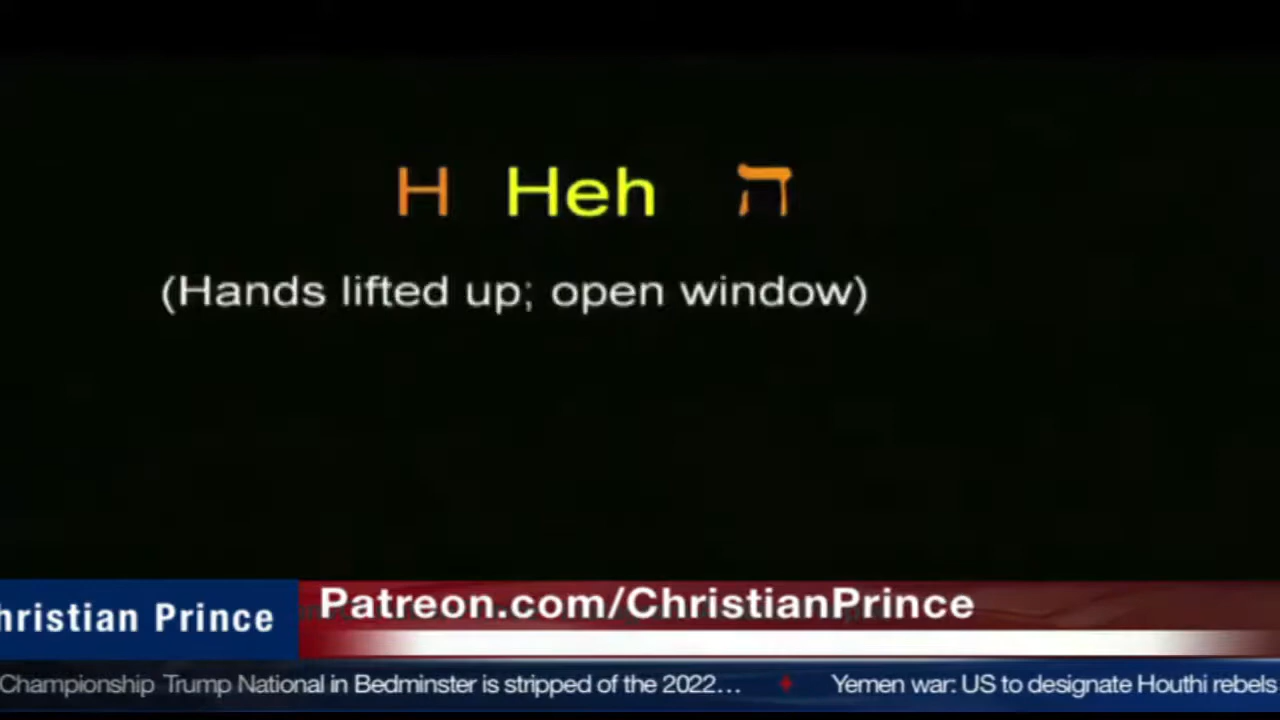 H Heh ה
(Hands lifted up; open window)
hristian Prince
Patreon.com/ChristianPrince
Championship Trump National in Bedminster is stripped of the 2022… ♦ Yemen war: US to designate Houthi rebels